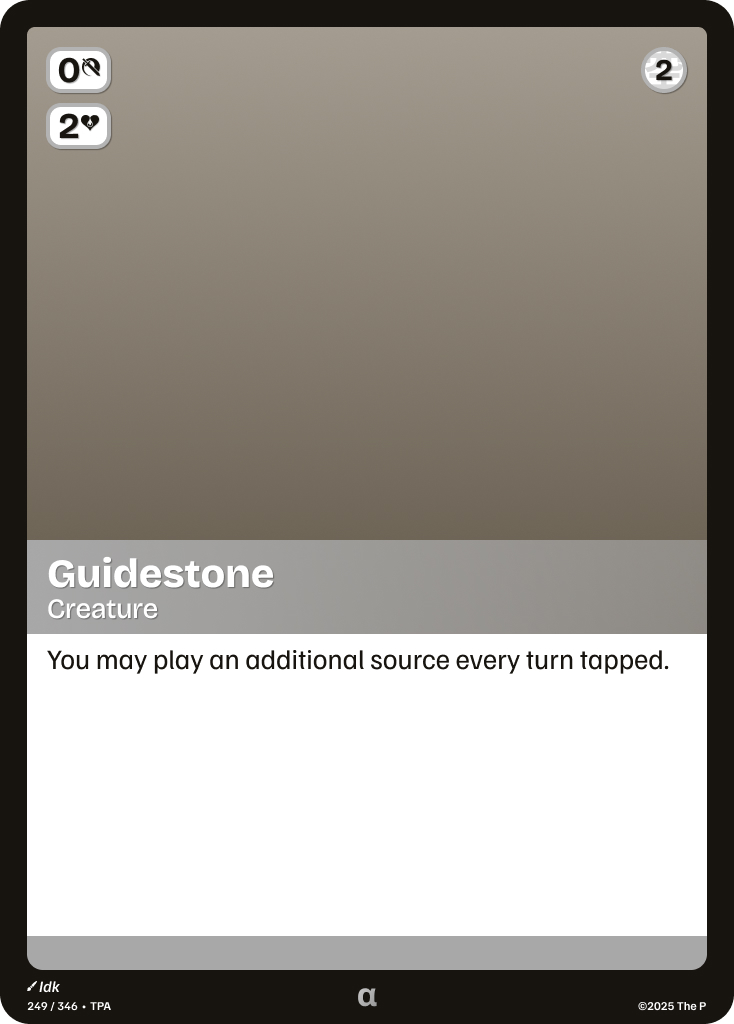 0
2
2
Guidestone
Creature
You may play an additional source every turn tapped.
Idk
249 / 346 • TPA
α
©2025 The P